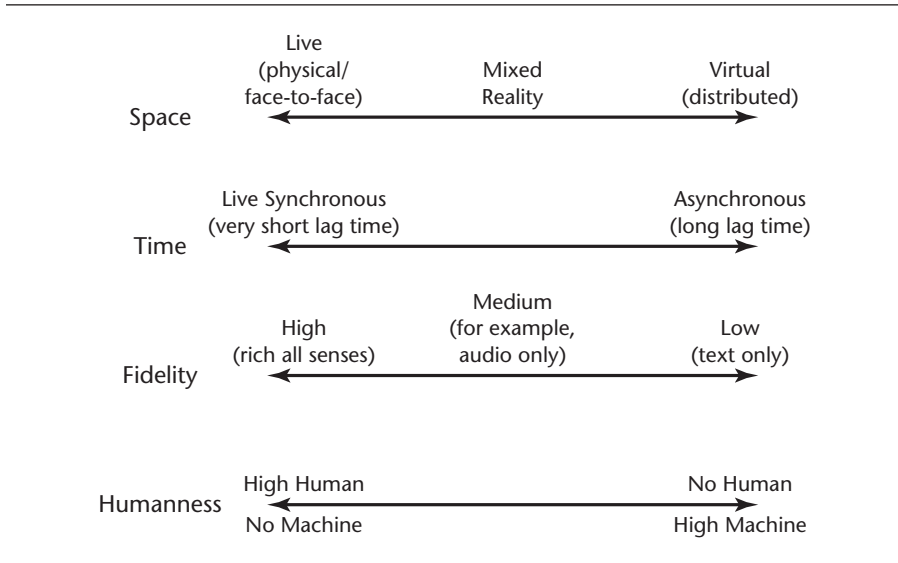 Live
(physical/
face-to-face)
Mixed
Reality
Virtual
(distributed)
Space
Live Synchronous
(very short lag time)
Asynchronous
(long lag time)
Time
High
(rich all senses)
Medium
(for example,
audio only)
Low
(text only)
Fidelity
High Human
No Human
Humanness
No Machine
High Machine